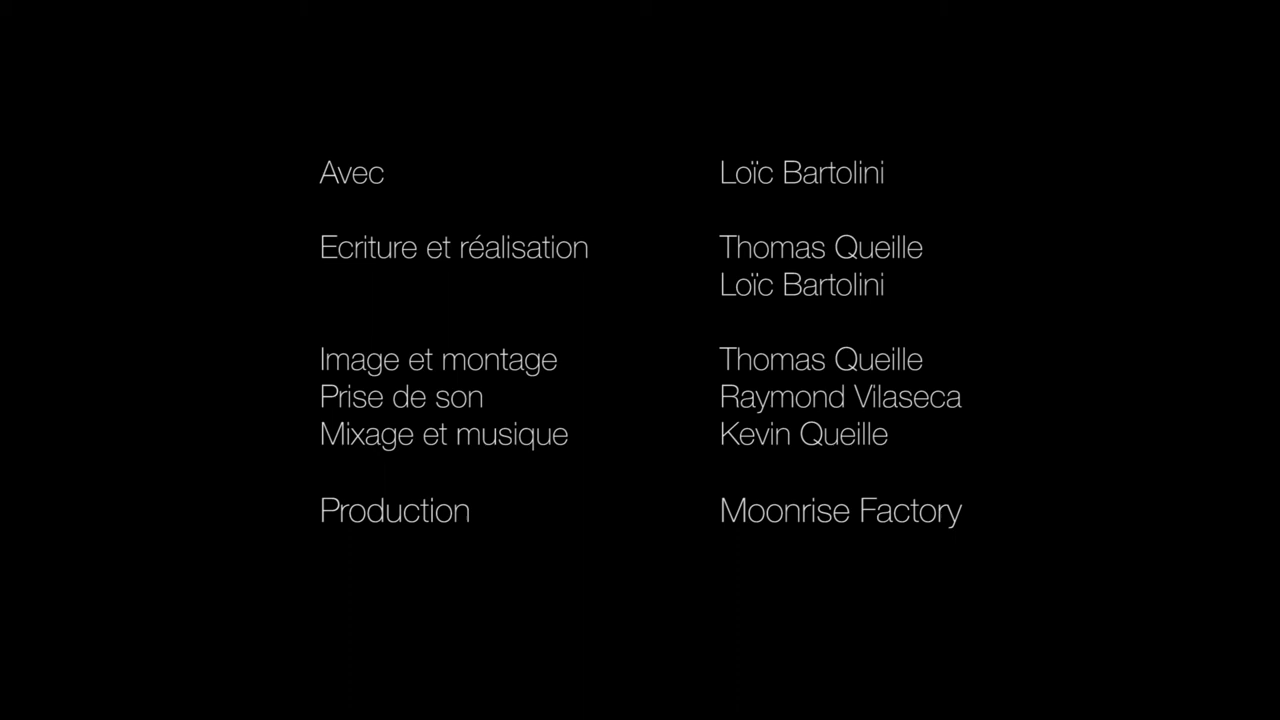 Avec Loïc Bartolini
Ecriture et réalisation Thomas Queille
Loïc Bartolini
Image et montage Thomas Queille
Prise de son Raymond Vilaseca
Mixage et musique Kevin Queille
Production Moonrise Factory